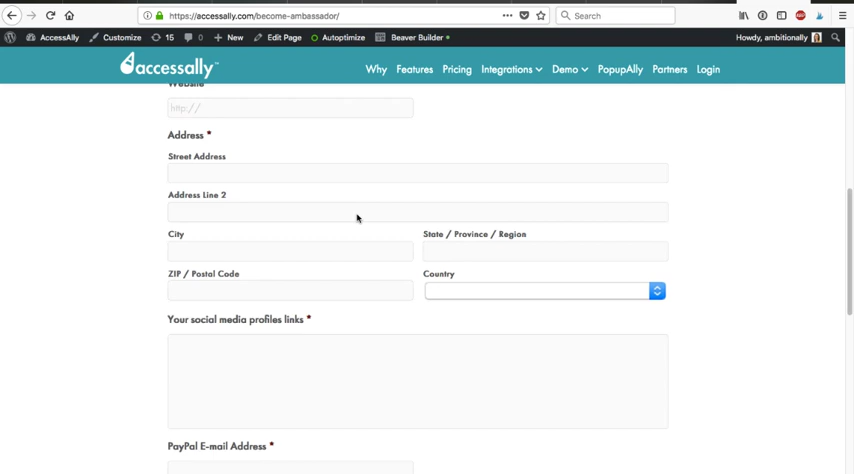 https://accessally.com/become-ambassador/
Search
AccessAlly Customize 15 0 New Edit Page Autoptimize Beaver Builder Howdy, ambitionally
accessally™ Why Features Pricing Integrations Demo PopupAlly Partners Login
Website
http://
Address *
Street Address
Address Line 2
City State / Province / Region
ZIP / Postal Code Country
Your social media profiles links *
PayPal E-mail Address *